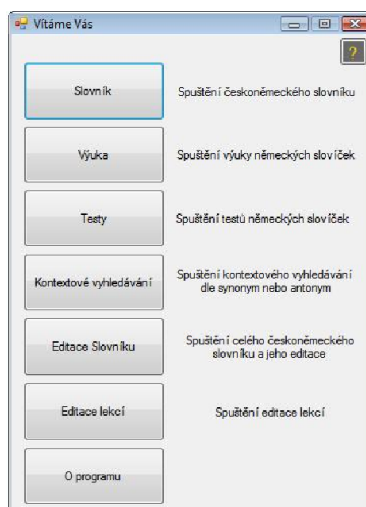 Vítáme Vás
?
Slovník
Spuštění českoněmeckého slovníku
Výuka
Spuštění výuky německých slovíček
Testy
Spuštění testů německých slovíček
Kontextové vyhledávání
Spuštění kontextového vyhledávání
dle synonym nebo antonym
Editace Slovníku
Spuštění celého českoněmeckého
slovníku a jeho editace
Editace lekcí
Spuštění editace lekcí
O programu